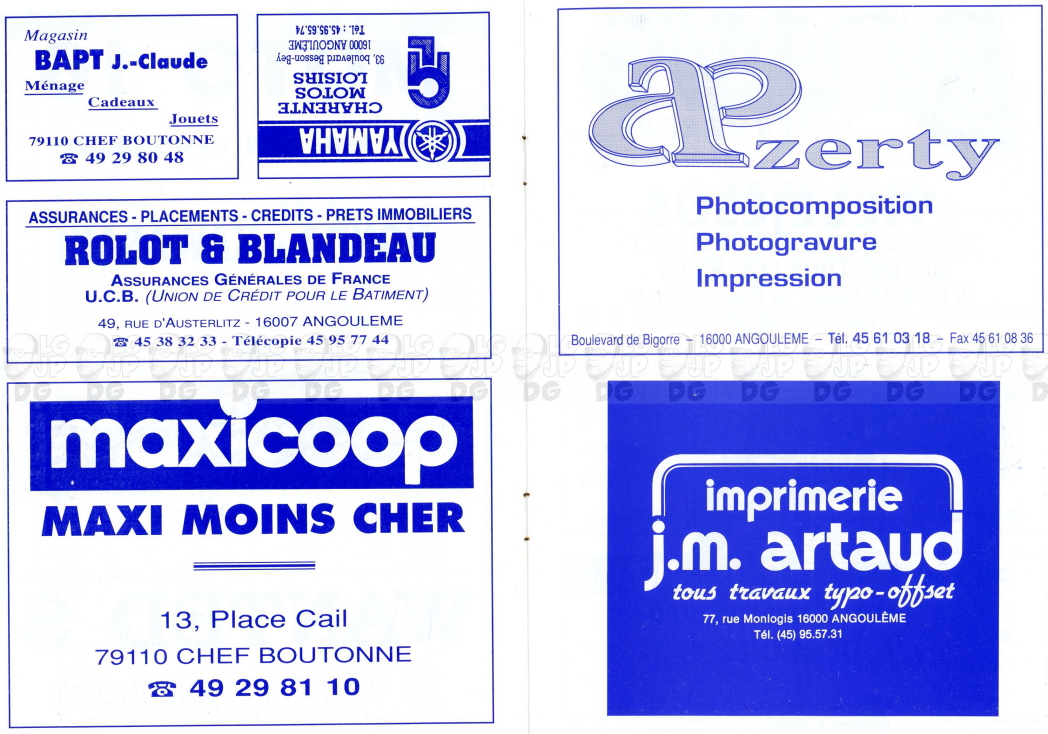 Magasin
BAPT J.-Claude
Ménage
Cadeaux
Jouets
79110 CHEF BOUTONNE
☎ 49 29 80 48
YAMAHA
CHARENTE
MOTOS
LOISIRS
93, boulevard Besson-Bey
16000 ANGOULÊME
Tél. : 45.95.65.74
ASSURANCES - PLACEMENTS - CREDITS - PRETS IMMOBILIERS
ROLOT & BLANDEAU
ASSURANCES GÉNÉRALES DE FRANCE
U.C.B. (UNION DE CRÉDIT POUR LE BATIMENT)
49, RUE D'AUSTERLITZ - 16007 ANGOULEME
☎ 45 38 32 33 - Télécopie 45 95 77 44
maxicoop
MAXI MOINS CHER
13, Place Cail
79110 CHEF BOUTONNE
☎ 49 29 81 10
aPzerty
Photocomposition
Photogravure
Impression
Boulevard de Bigorre – 16000 ANGOULEME – Tél. 45 61 03 18 – Fax 45 61 08 36
imprimerie
j.m. artaud
tous travaux typo-offset
77, rue Monlogis 16000 ANGOULÊME
Tél. (45) 95.57.31
LG JP DG